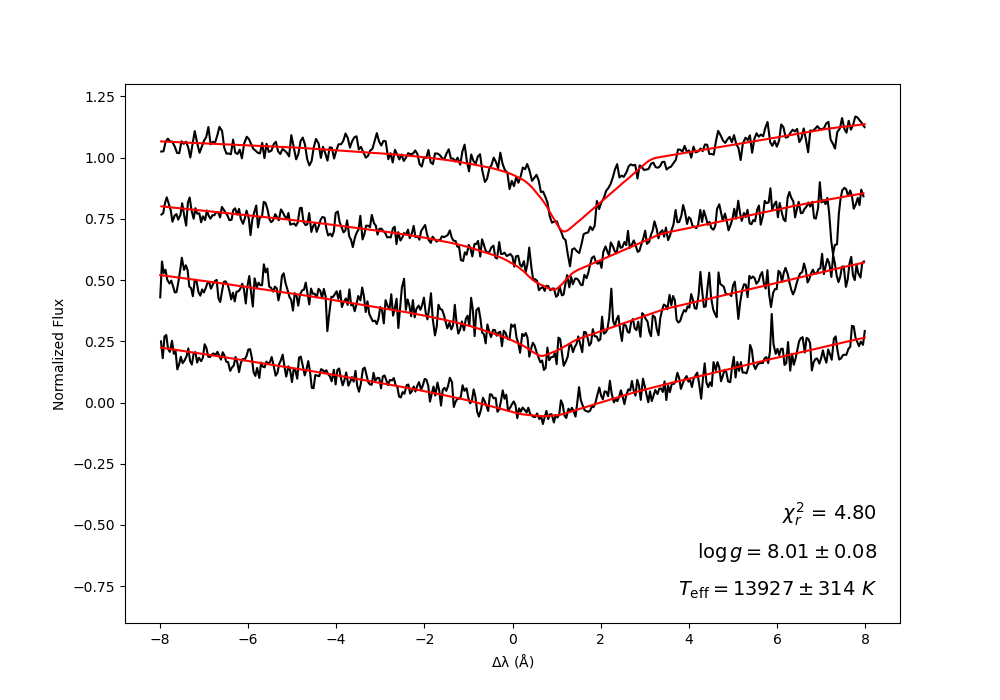 1.25
1.00
0.75
0.50
0.25
0.00
−0.25
−0.50
−0.75
Normalized Flux
χ²ᵣ = 4.80
log g = 8.01 ± 0.08
T_eff = 13927 ± 314 K
−8 −6 −4 −2 0 2 4 6 8
Δλ (Å)